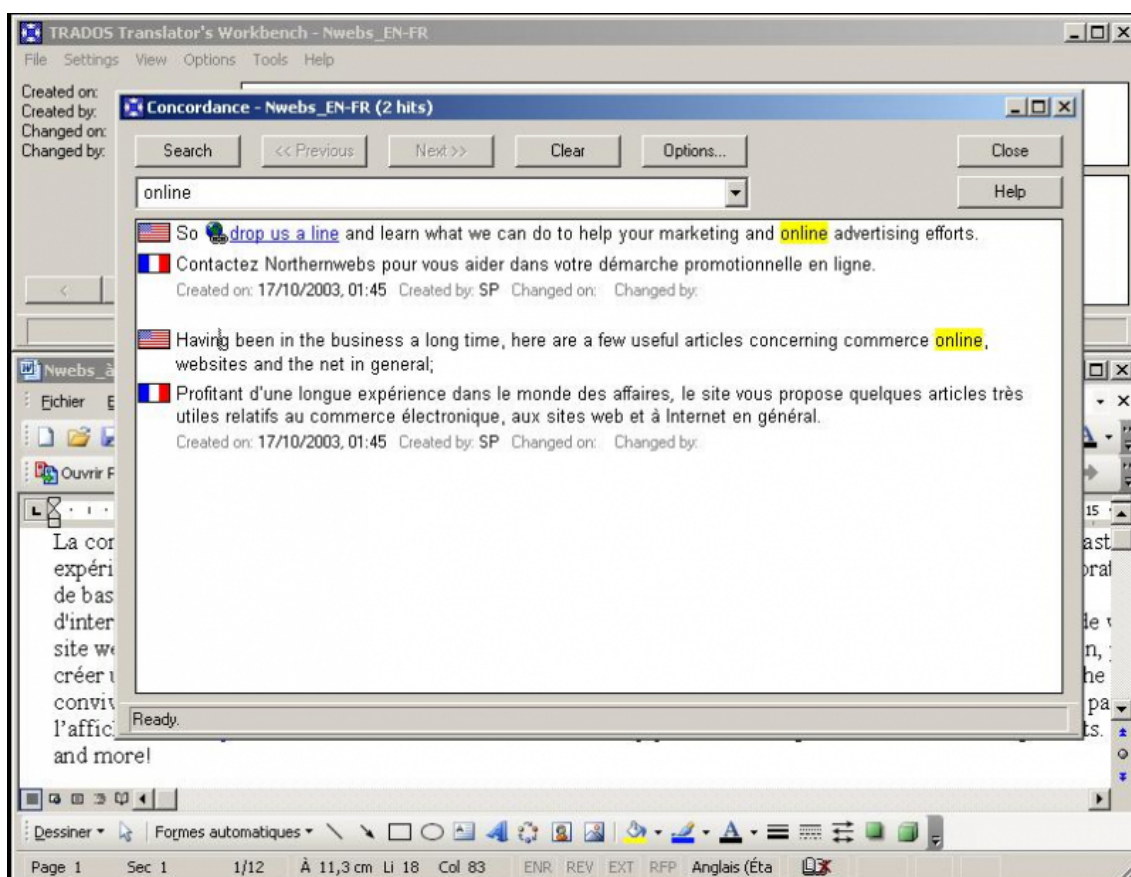 TRADOS Translator's Workbench - Nwebs_EN-FR
File Settings View Options Tools Help
Created on:
Created by:
Changed on:
Changed by:
Concordance - Nwebs_EN-FR (2 hits)
Search << Previous Next >> Clear Options... Close
online Help
So drop us a line and learn what we can do to help your marketing and online advertising efforts.
Contactez Northernwebs pour vous aider dans votre démarche promotionnelle en ligne.
Created on: 17/10/2003, 01:45 Created by: SP Changed on: Changed by:
Having been in the business a long time, here are a few useful articles concerning commerce online,
websites and the net in general;
Profitant d'une longue expérience dans le monde des affaires, le site vous propose quelques articles très
utiles relatifs au commerce électronique, aux sites web et à Internet en général.
Created on: 17/10/2003, 01:45 Created by: SP Changed on: Changed by:
Ready.
<
Nwebs_à
Fichier E
Ouvrir F
15
La cor
ast
expéri
orat
de bas
d'inter
le v
site we
n,
créer u
he
conviv
pa
l'affic
ts.
and more!
Dessiner Formes automatiques
Page 1 Sec 1 1/12 À 11,3 cm Li 18 Col 83 ENR REV EXT RFP Anglais (Éta